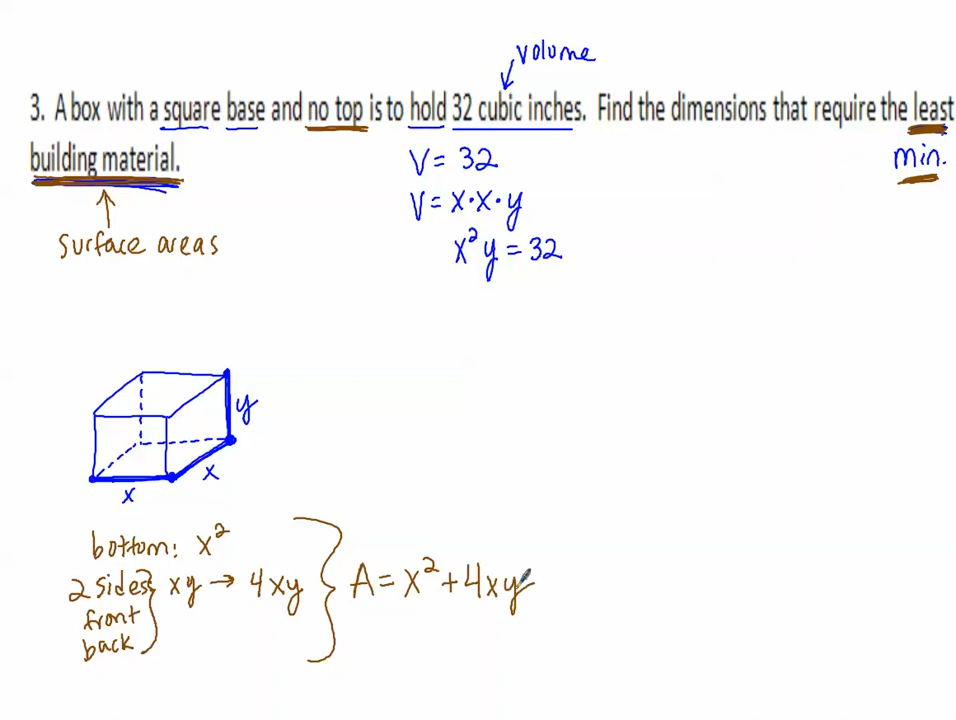 volume
3. A box with a square base and no top is to hold 32 cubic inches. Find the dimensions that require the least
building material.
min.
V = 32
V = x·x·y
x²y = 32
surface areas
y
x
x
bottom: x²
2 sides} xy → 4xy
front
back
A = x² + 4xy